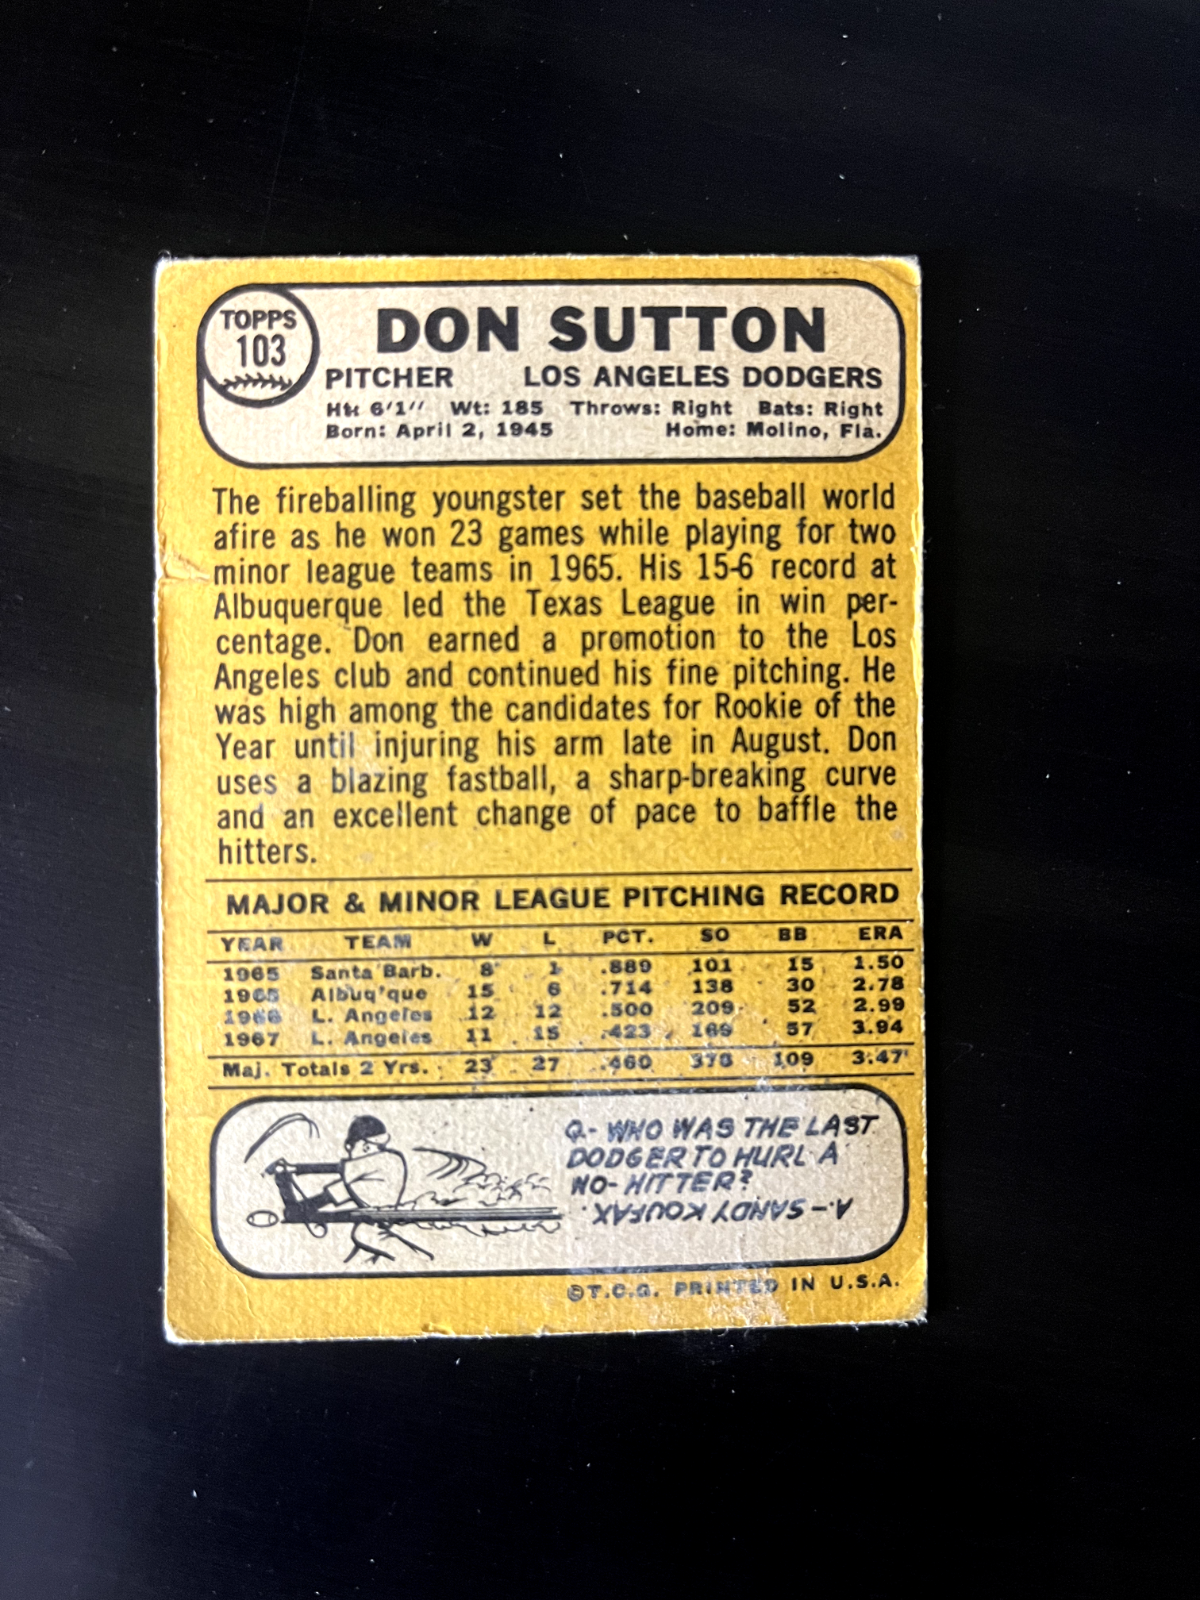 TOPPS
103
DON SUTTON
PITCHER LOS ANGELES DODGERS
Ht: 6'1" Wt: 185 Throws: Right Bats: Right
Born: April 2, 1945 Home: Molino, Fla.
The fireballing youngster set the baseball world
afire as he won 23 games while playing for two
minor league teams in 1965. His 15-6 record at
Albuquerque led the Texas League in win per-
centage. Don earned a promotion to the Los
Angeles club and continued his fine pitching. He
was high among the candidates for Rookie of the
Year until injuring his arm late in August. Don
uses a blazing fastball, a sharp-breaking curve
and an excellent change of pace to baffle the
hitters.
MAJOR & MINOR LEAGUE PITCHING RECORD
YEAR TEAM W L PCT. SO BB ERA
1965 Santa Barb. 8 1 .889 101 15 1.50
1965 Albuq'que 15 6 .714 138 30 2.78
1966 L. Angeles 12 12 .500 209 52 2.99
1967 L. Angeles 11 15 .423 169 57 3.94
Maj. Totals 2 Yrs. 23 27 .460 378 109 3.47
Q- WHO WAS THE LAST
DODGER TO HURL A
NO-HITTER?
A.- SANDY KOUFAX.
©T.C.G. PRINTED IN U.S.A.